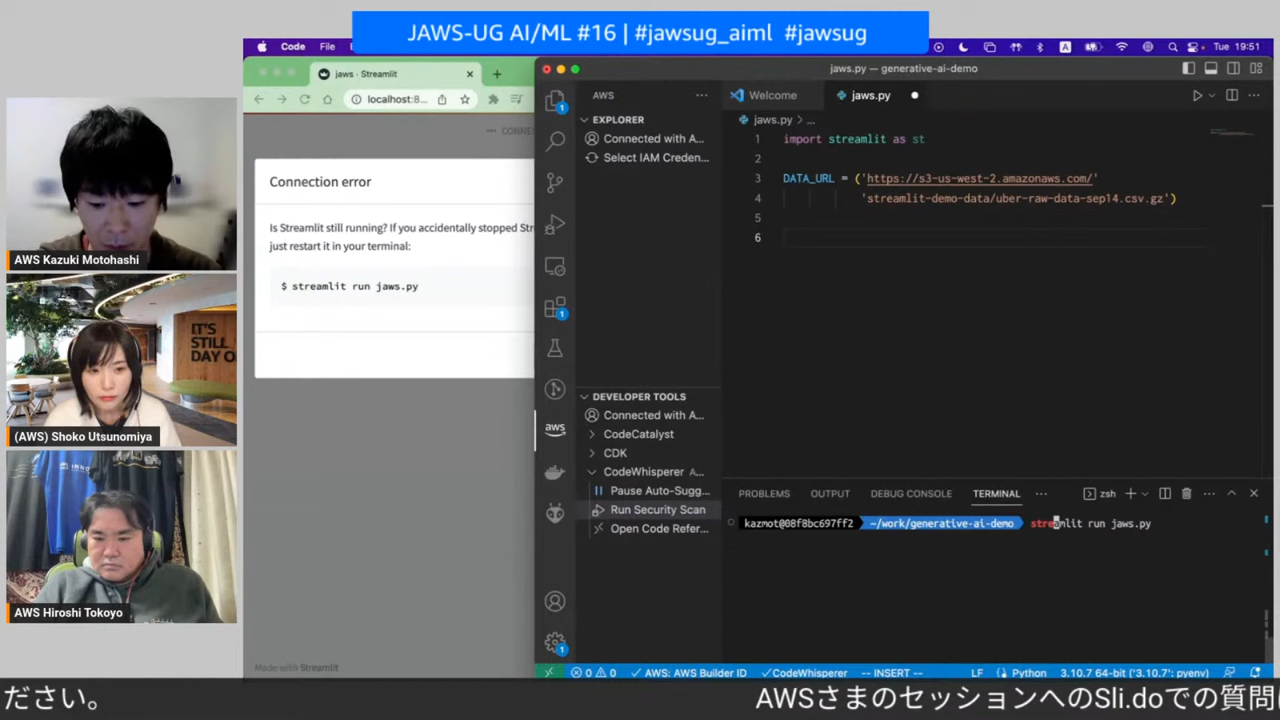 JAWS-UG AI/ML #16 | #jawsug_aiml #jawsug
Code File
Tue 19:51
jaws · Streamlit
localhost:8...
CONNE
Connection error
Is Streamlit still running? If you accidentally stopped Str
just restart it in your terminal:
$ streamlit run jaws.py
Made with Streamlit
jaws.py — generative-ai-demo
AWS
Welcome
jaws.py
EXPLORER
Connected with A...
Select IAM Creden...
jaws.py > ...
1 import streamlit as st
2
3 DATA_URL = ('https://s3-us-west-2.amazonaws.com/'
4 'streamlit-demo-data/uber-raw-data-sep14.csv.gz')
5
6
DEVELOPER TOOLS
Connected with A...
CodeCatalyst
CDK
CodeWhisperer A...
Pause Auto-Sugg...
Run Security Scan
Open Code Refer...
aws
PROBLEMS OUTPUT DEBUG CONSOLE TERMINAL
zsh
kazmot@08f8bc697ff2 ~/work/generative-ai-demo streamlit run jaws.py
0 0 AWS: AWS Builder ID CodeWhisperer -- INSERT -- LF Python 3.10.7 64-bit ('3.10.7': pyenv)
AWS Kazuki Motohashi
IT'S
STILL
DAY O
(AWS) Shoko Utsunomiya
AWS Hiroshi Tokoyo
ださい。
AWSさまのセッションへのSli.doでの質問